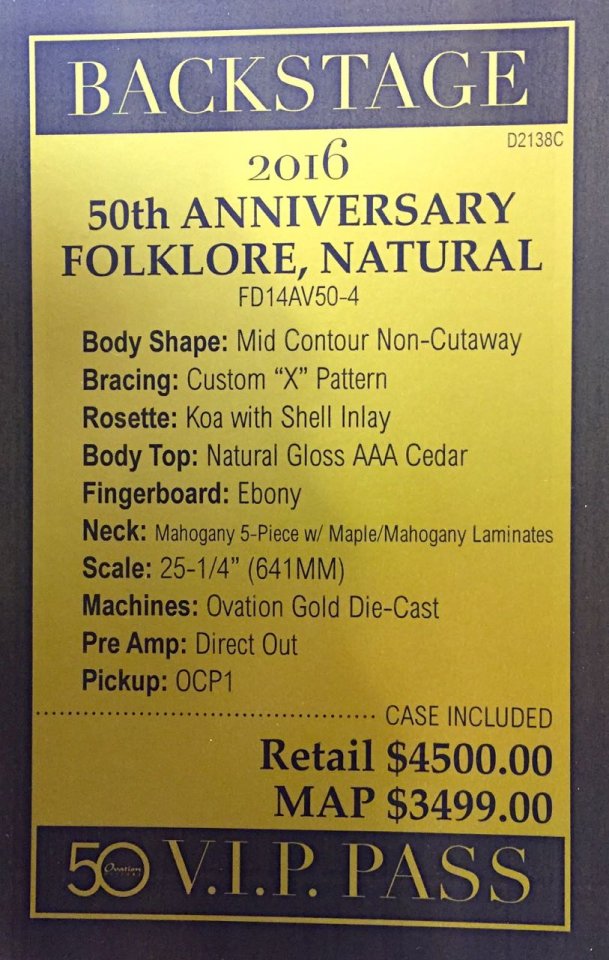 BACKSTAGE
D2138C
2016
50th ANNIVERSARY
FOLKLORE, NATURAL
FD14AV50-4
Body Shape: Mid Contour Non-Cutaway
Bracing: Custom “X” Pattern
Rosette: Koa with Shell Inlay
Body Top: Natural Gloss AAA Cedar
Fingerboard: Ebony
Neck: Mahogany 5-Piece w/ Maple/Mahogany Laminates
Scale: 25-1/4” (641MM)
Machines: Ovation Gold Die-Cast
Pre Amp: Direct Out
Pickup: OCP1
CASE INCLUDED
Retail $4500.00
MAP $3499.00
50 Ovation V.I.P. PASS